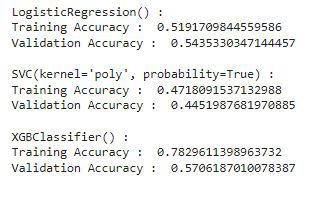 LogisticRegression() :
Training Accuracy :  0.5191709844559586
Validation Accuracy :  0.5435330347144457
SVC(kernel='poly', probability=True) :
Training Accuracy :  0.4718091537132988
Validation Accuracy :  0.4451987681970885
XGBClassifier() :
Training Accuracy :  0.7829611398963732
Validation Accuracy :  0.5706187010078387